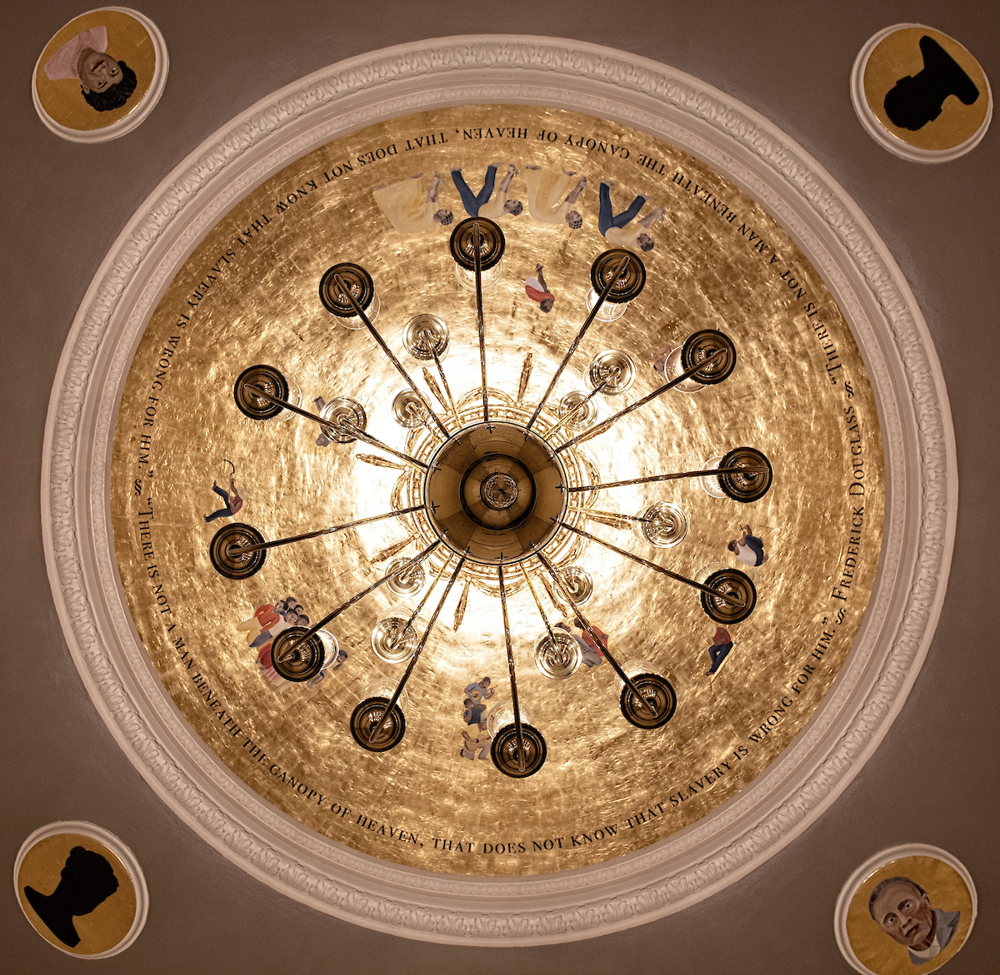 “THERE IS NOT A MAN BENEATH THE CANOPY OF HEAVEN, THAT DOES NOT KNOW THAT SLAVERY IS WRONG FOR HIM.” § “THERE IS NOT A MAN BENEATH THE CANOPY OF HEAVEN, THAT DOES NOT KNOW THAT SLAVERY IS WRONG FOR HIM.” § FREDERICK DOUGLASS §